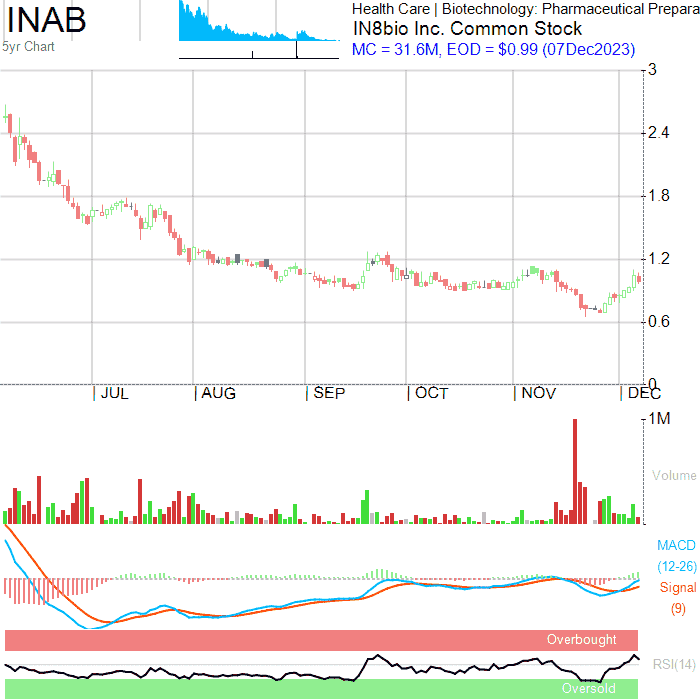 INAB
5yr Chart
Health Care | Biotechnology: Pharmaceutical Prepara
IN8bio Inc. Common Stock
MC = 31.6M, EOD = $0.99 (07Dec2023)
3
2.4
1.8
1.2
0.6
0
JUL AUG SEP OCT NOV DEC
1M
Volume
MACD
(12-26)
Signal
(9)
Overbought
RSI(14)
Oversold